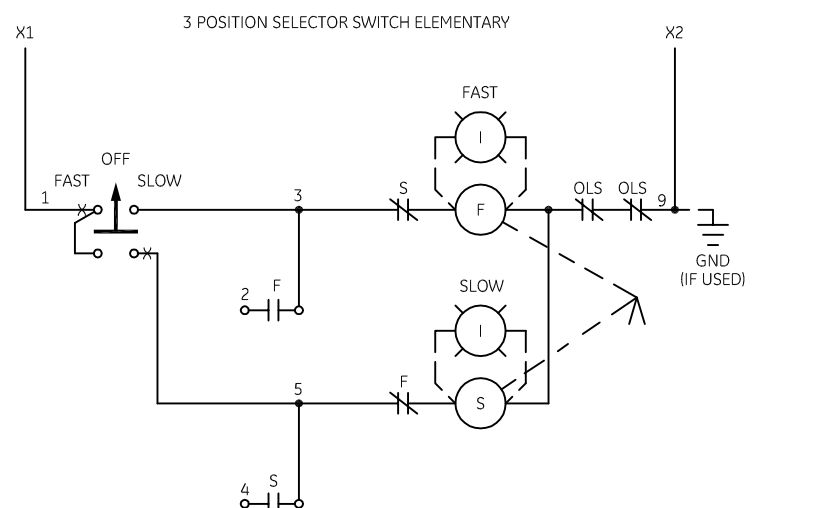 3 POSITION SELECTOR SWITCH ELEMENTARY
X1
X2
FAST
I
OFF
FAST
SLOW
1
X
3
S
F
OLS
OLS
9
GND
(IF USED)
X
2
F
SLOW
I
5
F
S
4
S